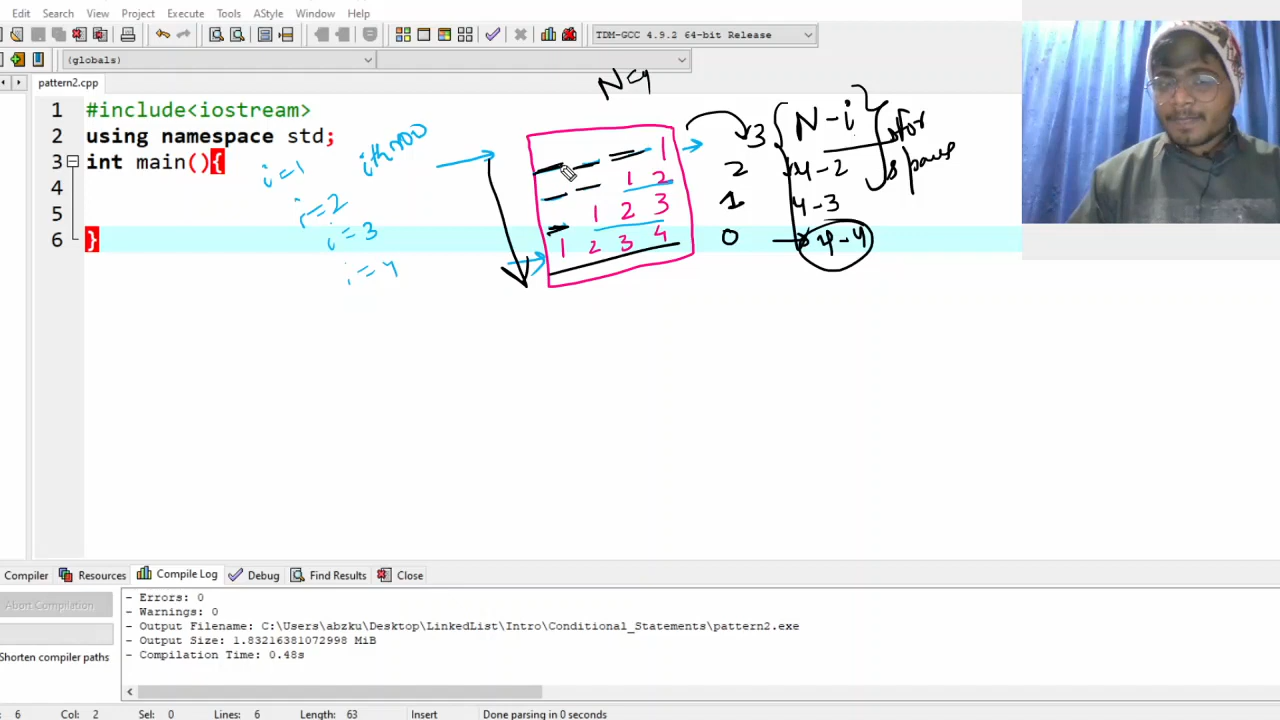 Edit Search View Project Execute Tools AStyle Window Help
TDM-GCC 4.9.2 64-bit Release
(globals)
pattern2.cpp
1 #include<iostream>
2 using namespace std;
3 int main(){
4
5
6 }
N=4
i=1 ith row
i=2
i=3
i=4
1
1 2
1 2 3
1 2 3 4
3 N-i for
2 4-2 space
1 4-3
0 4-4
Compiler Resources Compile Log Debug Find Results Close
Abort Compilation
Shorten compiler paths
- Errors: 0
- Warnings: 0
- Output Filename: C:\Users\abzku\Desktop\LinkedList\Intro\Conditional_Statements\pattern2.exe
- Output Size: 1.83216381072998 MiB
- Compilation Time: 0.48s
6 Col: 2 Sel: 0 Lines: 6 Length: 63 Insert Done parsing in 0 seconds